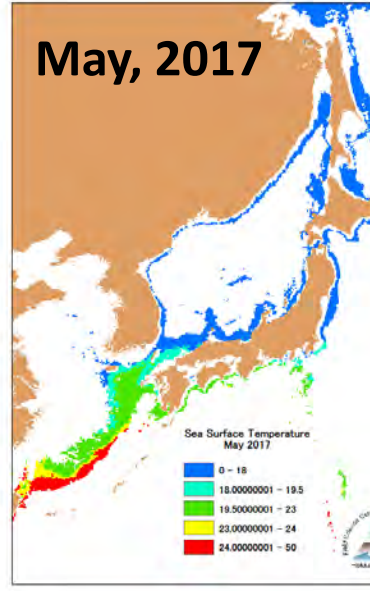 May, 2017
Sea Surface Temperature
May 2017
0 - 18
18.00000001 - 19.5
19.50000001 - 23
23.00000001 - 24
24.00000001 - 50